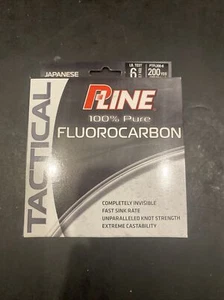 JAPANESE
LB. TEST
6
200 YDS
TACTICAL
P-LINE
100% Pure
FLUOROCARBON
COMPLETELY INVISIBLE
FAST SINK RATE
UNPARALLELED KNOT STRENGTH
EXTREME CASTABILITY